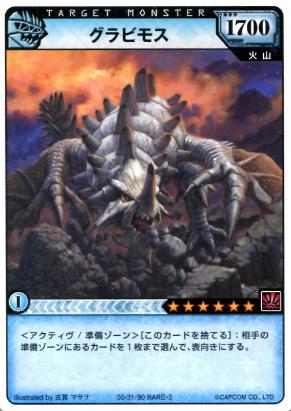 TARGET MONSTER
グラビモス
1700
火山
1
<アクティヴ / 準備ゾーン>[このカードを捨てる]：相手の
準備ゾーンにあるカードを1枚まで選んで、表向きにする。
Illustrated by 古賀 マサヲ 05-31/90 RARE-2 ©CAPCOM CO., LTD